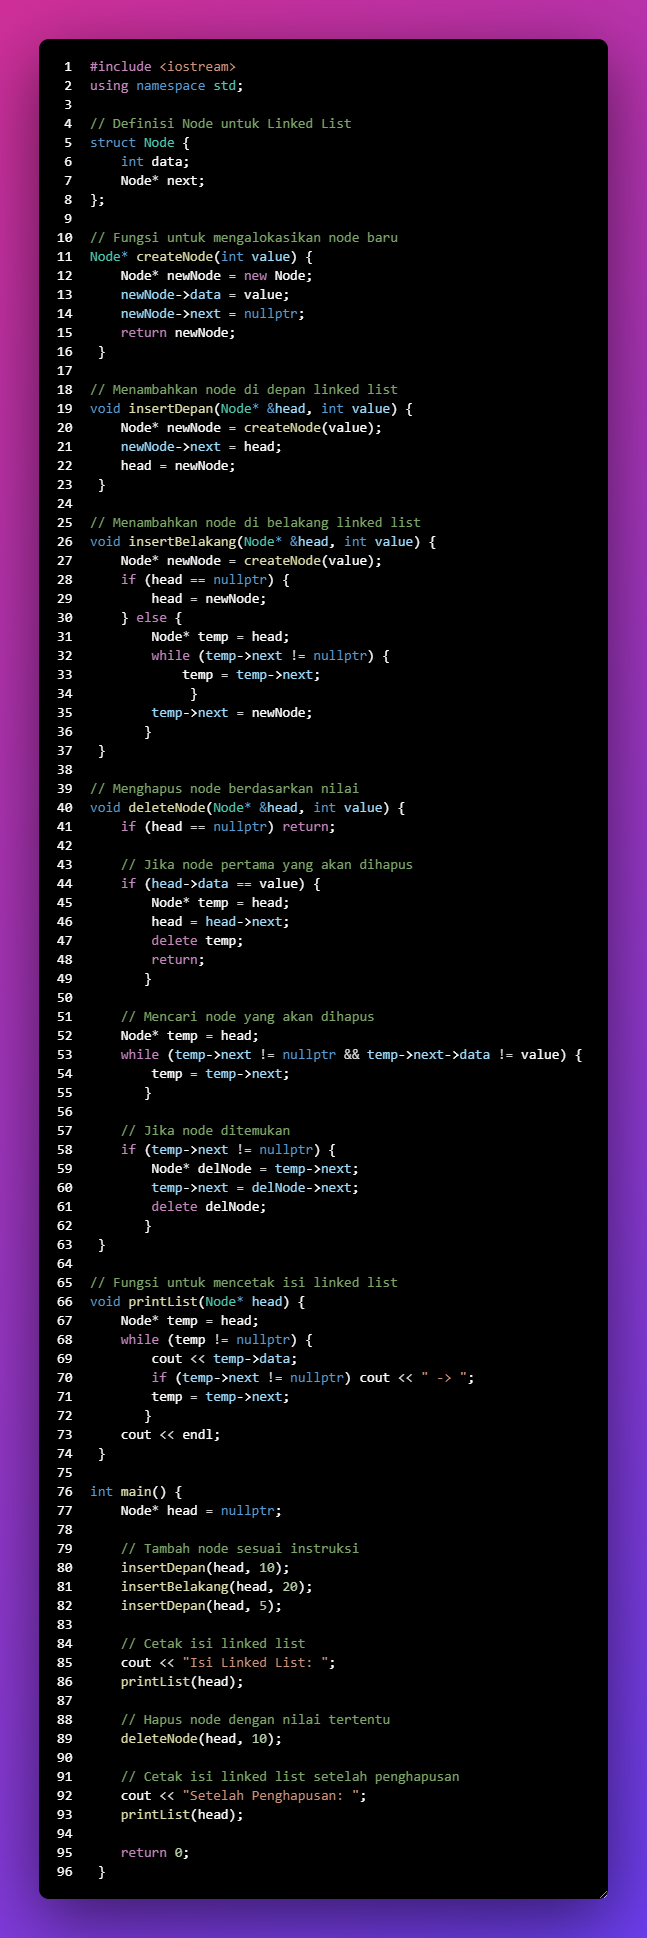 1 #include <iostream>
2 using namespace std;
3
4 // Definisi Node untuk Linked List
5 struct Node {
6     int data;
7     Node* next;
8 };
9
10 // Fungsi untuk mengalokasikan node baru
11 Node* createNode(int value) {
12     Node* newNode = new Node;
13     newNode->data = value;
14     newNode->next = nullptr;
15     return newNode;
16  }
17
18 // Menambahkan node di depan linked list
19 void insertDepan(Node* &head, int value) {
20     Node* newNode = createNode(value);
21     newNode->next = head;
22     head = newNode;
23  }
24
25 // Menambahkan node di belakang linked list
26 void insertBelakang(Node* &head, int value) {
27     Node* newNode = createNode(value);
28     if (head == nullptr) {
29         head = newNode;
30     } else {
31         Node* temp = head;
32         while (temp->next != nullptr) {
33             temp = temp->next;
34              }
35         temp->next = newNode;
36        }
37  }
38
39 // Menghapus node berdasarkan nilai
40 void deleteNode(Node* &head, int value) {
41     if (head == nullptr) return;
42
43     // Jika node pertama yang akan dihapus
44     if (head->data == value) {
45         Node* temp = head;
46         head = head->next;
47         delete temp;
48         return;
49        }
50
51     // Mencari node yang akan dihapus
52     Node* temp = head;
53     while (temp->next != nullptr && temp->next->data != value) {
54         temp = temp->next;
55        }
56
57     // Jika node ditemukan
58     if (temp->next != nullptr) {
59         Node* delNode = temp->next;
60         temp->next = delNode->next;
61         delete delNode;
62        }
63  }
64
65 // Fungsi untuk mencetak isi linked list
66 void printList(Node* head) {
67     Node* temp = head;
68     while (temp != nullptr) {
69         cout << temp->data;
70         if (temp->next != nullptr) cout << " -> ";
71         temp = temp->next;
72        }
73     cout << endl;
74  }
75
76 int main() {
77     Node* head = nullptr;
78
79     // Tambah node sesuai instruksi
80     insertDepan(head, 10);
81     insertBelakang(head, 20);
82     insertDepan(head, 5);
83
84     // Cetak isi linked list
85     cout << "Isi Linked List: ";
86     printList(head);
87
88     // Hapus node dengan nilai tertentu
89     deleteNode(head, 10);
90
91     // Cetak isi linked list setelah penghapusan
92     cout << "Setelah Penghapusan: ";
93     printList(head);
94
95     return 0;
96  }